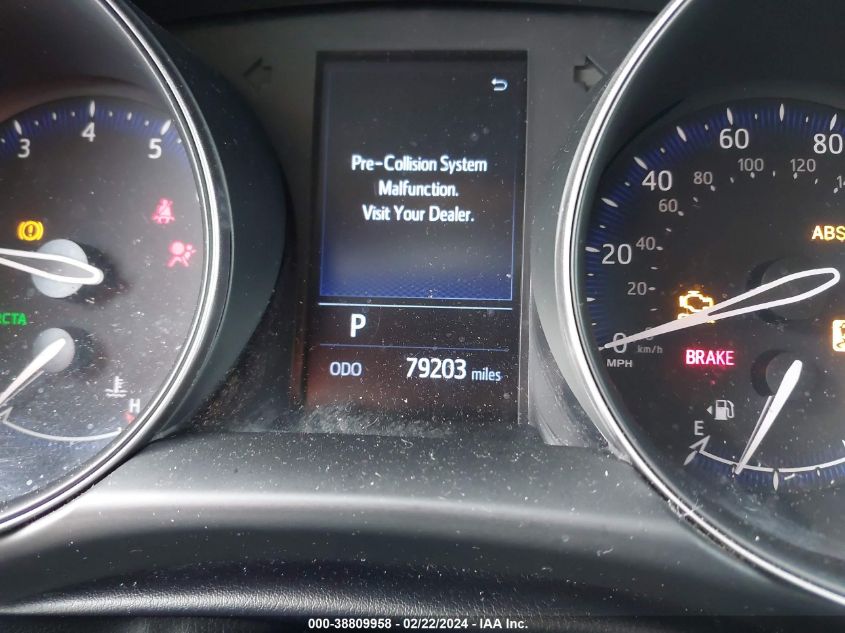 Pre-Collision System
Malfunction.
Visit Your Dealer.
P
ODO 79203 miles
3 4 5
RCTA
H
0 20 40 60 80
20 40 60 80 100 120
MPH
km/h
ABS
BRAKE
E
000-38809958 - 02/22/2024 - IAA Inc.